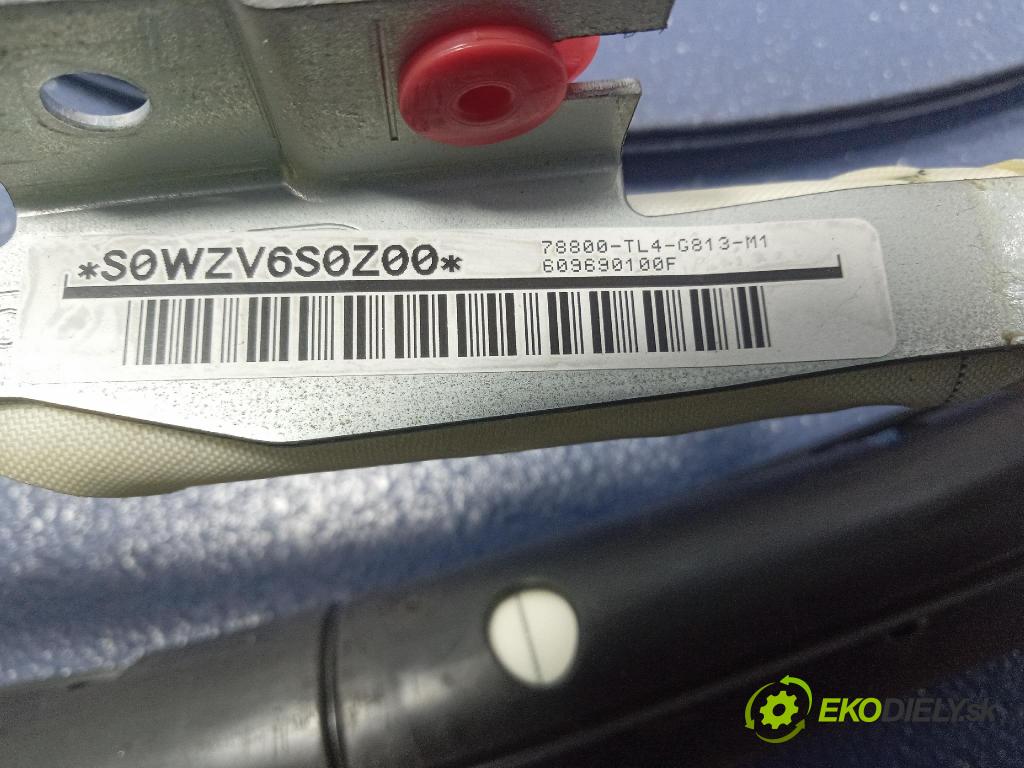 *S0WZV6S0Z00*
78800-TL4-G813-M1
609690100F
EKODIELY.sk